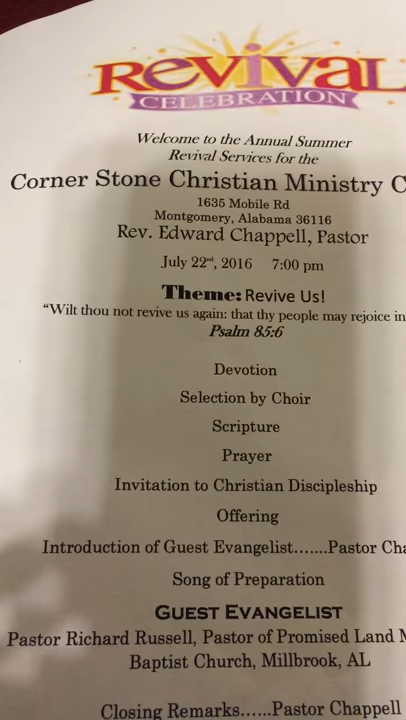 Revival
CELEBRATION
Welcome to the Annual Summer
Revival Services for the
Corner Stone Christian Ministry C
1635 Mobile Rd
Montgomery, Alabama 36116
Rev. Edward Chappell, Pastor
July 22nd, 2016 7:00 pm
Theme: Revive Us!
“Wilt thou not revive us again: that thy people may rejoice in
Psalm 85:6
Devotion
Selection by Choir
Scripture
Prayer
Invitation to Christian Discipleship
Offering
Introduction of Guest Evangelist.......Pastor Cha
Song of Preparation
GUEST EVANGELIST
Pastor Richard Russell, Pastor of Promised Land M
Baptist Church, Millbrook, AL
Closing Remarks......Pastor Chappell